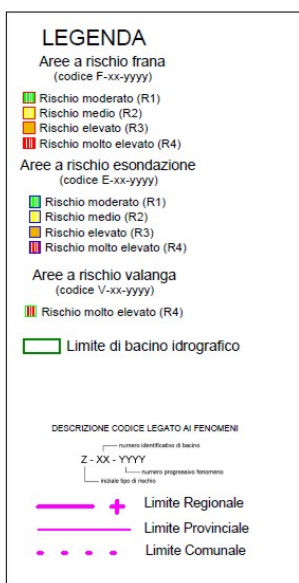 LEGENDA
Aree a rischio frana
(codice F-xx-yyyy)
Rischio moderato (R1)
Rischio medio (R2)
Rischio elevato (R3)
Rischio molto elevato (R4)
Aree a rischio esondazione
(codice E-xx-yyyy)
Rischio moderato (R1)
Rischio medio (R2)
Rischio elevato (R3)
Rischio molto elevato (R4)
Aree a rischio valanga
(codice V-xx-yyyy)
Rischio molto elevato (R4)
Limite di bacino idrografico
DESCRIZIONE CODICE LEGATO AI FENOMENI
numero identificativo di bacino
Z - XX - YYYY
numero progressivo fenomeno
iniziale tipo di rischio
Limite Regionale
Limite Provinciale
Limite Comunale